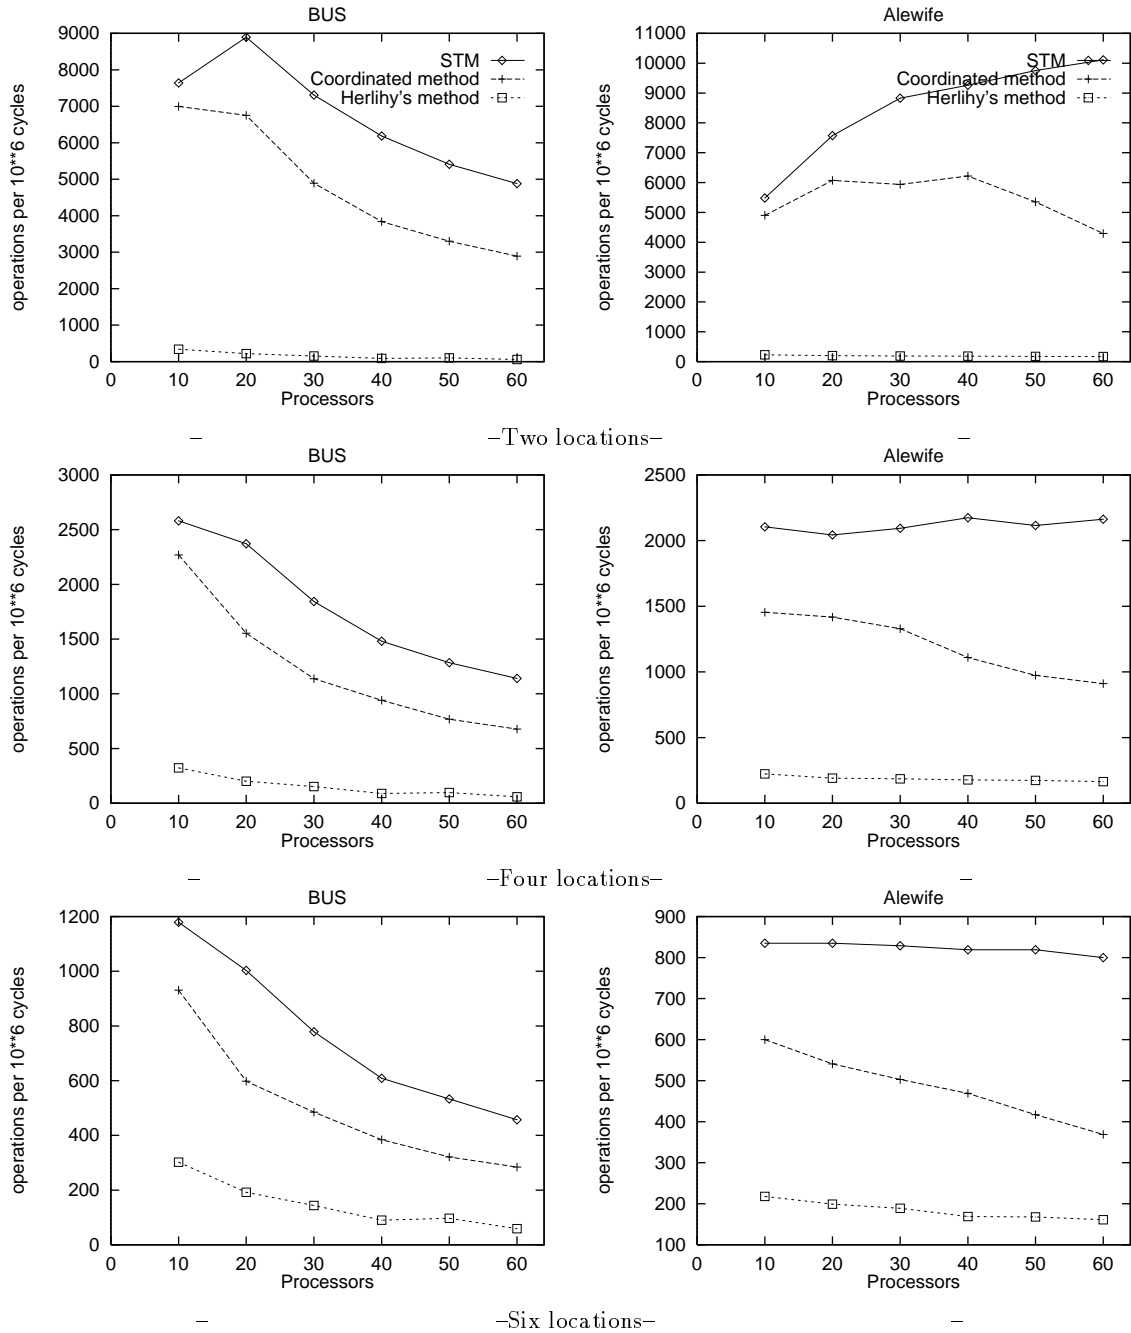 BUS
9000
8000
7000
6000
5000
4000
3000
2000
1000
0
operations per 10**6 cycles
STM
Coordinated method
Herlihy's method
0 10 20 30 40 50 60
Processors
Alewife
11000
10000
9000
8000
7000
6000
5000
4000
3000
2000
1000
0
operations per 10**6 cycles
STM
Coordinated method
Herlihy's method
0 10 20 30 40 50 60
Processors
– –Two locations– –
BUS
3000
2500
2000
1500
1000
500
0
operations per 10**6 cycles
0 10 20 30 40 50 60
Processors
Alewife
2500
2000
1500
1000
500
0
operations per 10**6 cycles
0 10 20 30 40 50 60
Processors
– –Four locations– –
BUS
1200
1000
800
600
400
200
0
operations per 10**6 cycles
0 10 20 30 40 50 60
Processors
Alewife
900
800
700
600
500
400
300
200
100
operations per 10**6 cycles
0 10 20 30 40 50 60
Processors
– –Six locations– –